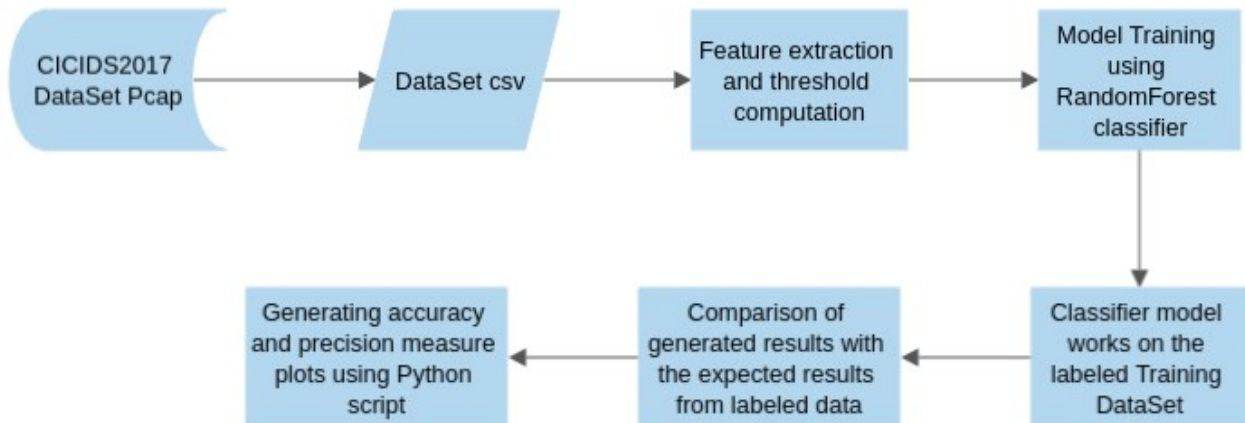 CICIDS2017
DataSet Pcap
DataSet csv
Feature extraction
and threshold
computation
Model Training
using
RandomForest
classifier
Classifier model
works on the
labeled Training
DataSet
Comparison of
generated results with
the expected results
from labeled data
Generating accuracy
and precision measure
plots using Python
script